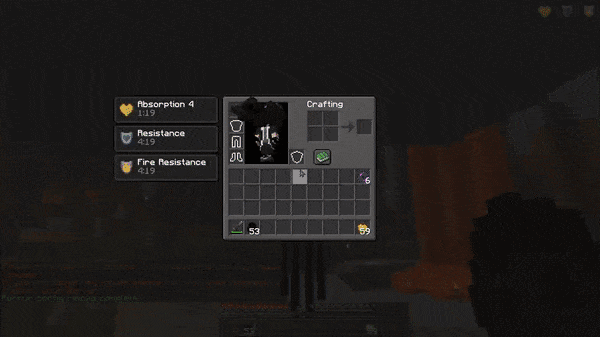 Crafting
Absorption 4
1:19
Resistance
4:19
Fire Resistance
4:19
6
53
59